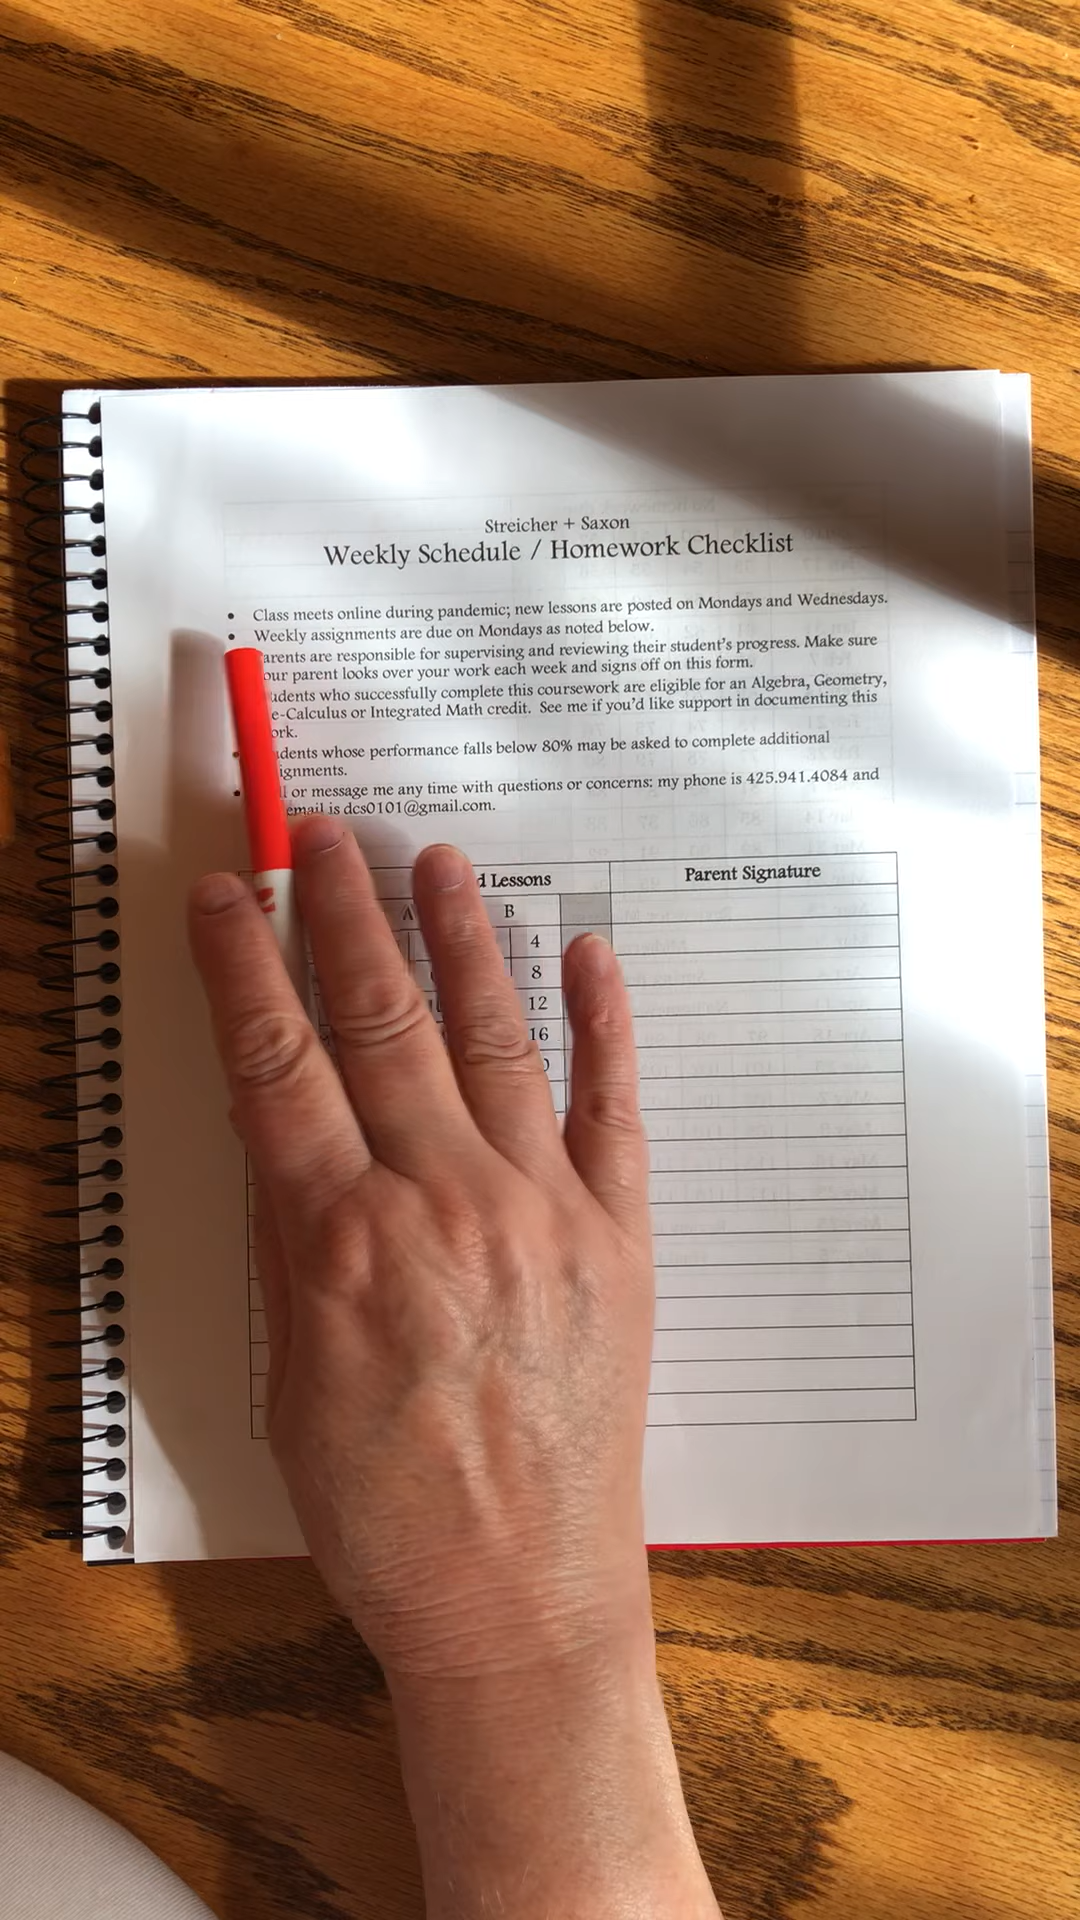 Streicher + Saxon
Weekly Schedule / Homework Checklist
• Class meets online during pandemic; new lessons are posted on Mondays and Wednesdays.
• Weekly assignments are due on Mondays as noted below.
arents are responsible for supervising and reviewing their student's progress. Make sure
our parent looks over your work each week and signs off on this form.
udents who successfully complete this coursework are eligible for an Algebra, Geometry,
e-Calculus or Integrated Math credit. See me if you'd like support in documenting this
ork.
dents whose performance falls below 80% may be asked to complete additional
ignments.
l or message me any time with questions or concerns: my phone is 425.941.4084 and
email is dcs0101@gmail.com.
d Lessons Parent Signature
A B
4
8
12
16